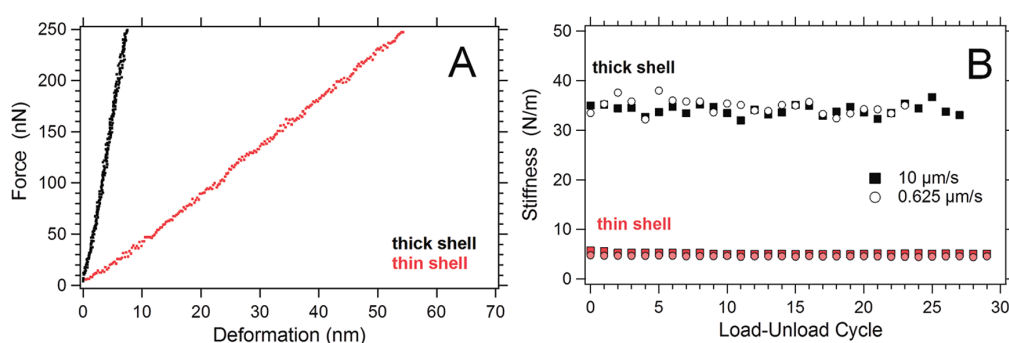 A
250
200
150
100
50
0
Force (nN)
thick shell
thin shell
0 10 20 30 40 50 60 70
Deformation (nm)
B
50
40
30
20
10
0
Stiffness (N/m)
thick shell
10 µm/s
0.625 µm/s
thin shell
0 5 10 15 20 25 30
Load-Unload Cycle